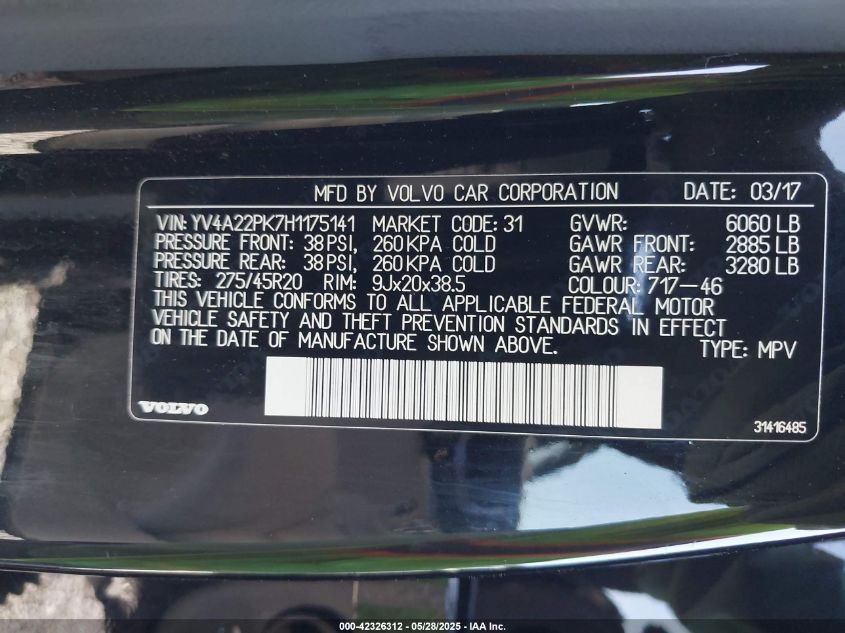 MFD BY VOLVO CAR CORPORATION DATE: 03/17
VIN: YV4A22PK7H1175141 MARKET CODE: 31 GVWR: 6060 LB
PRESSURE FRONT: 38 PSI, 260 KPA COLD GAWR FRONT: 2885 LB
PRESSURE REAR: 38 PSI, 260 KPA COLD GAWR REAR: 3280 LB
TIRES: 275/45R20 RIM: 9Jx20x38.5 COLOUR: 717-46
THIS VEHICLE CONFORMS TO ALL APPLICABLE FEDERAL MOTOR
VEHICLE SAFETY AND THEFT PREVENTION STANDARDS IN EFFECT
ON THE DATE OF MANUFACTURE SHOWN ABOVE. TYPE: MPV
VOLVO 31416485
000-42326312 - 05/28/2025 - IAA Inc.